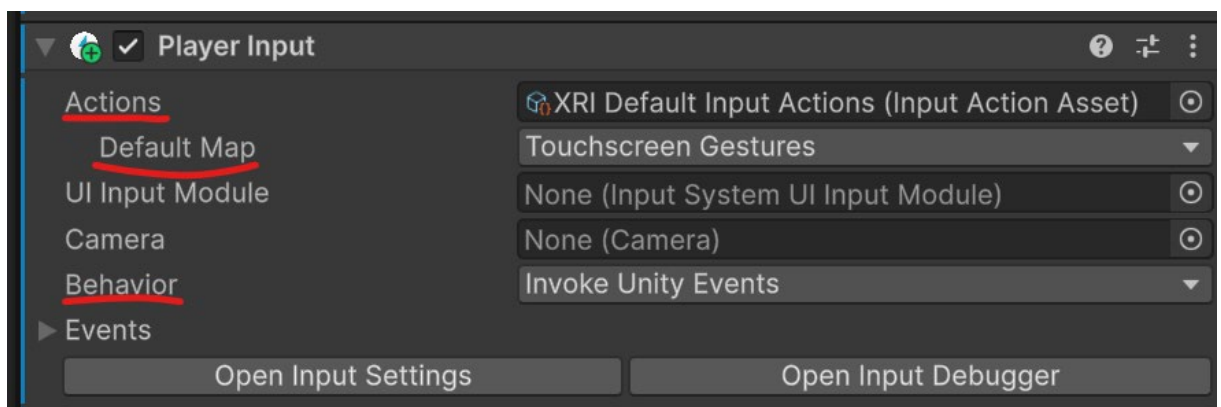 Player Input
Actions XRI Default Input Actions (Input Action Asset)
Default Map Touchscreen Gestures
UI Input Module None (Input System UI Input Module)
Camera None (Camera)
Behavior Invoke Unity Events
Events
Open Input Settings Open Input Debugger